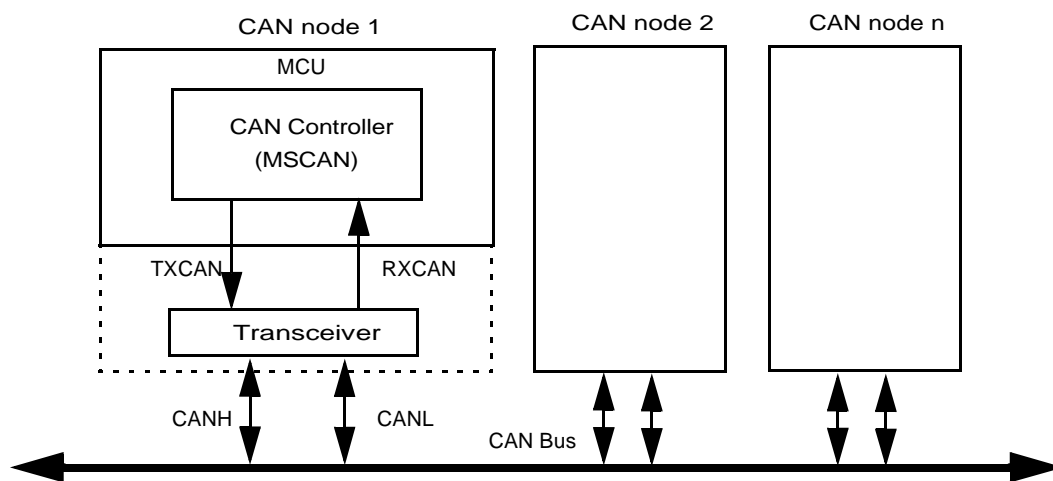 CAN node 1
CAN node 2
CAN node n
MCU
CAN Controller
(MSCAN)
TXCAN
RXCAN
Transceiver
CANH
CANL
CAN Bus